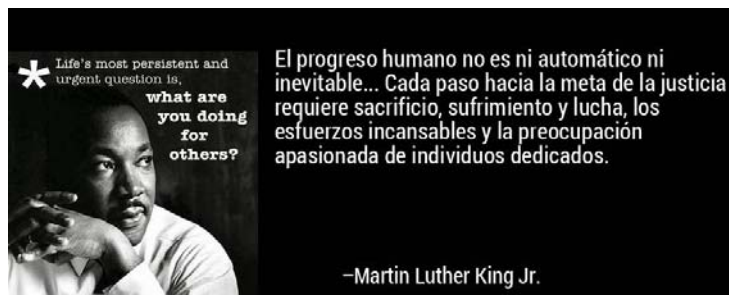 * Life's most persistent and
urgent question is,
what are
you doing
for
others?
El progreso humano no es ni automático ni
inevitable... Cada paso hacia la meta de la justicia
requiere sacrificio, sufrimiento y lucha, los
esfuerzos incansables y la preocupación
apasionada de individuos dedicados.
–Martin Luther King Jr.